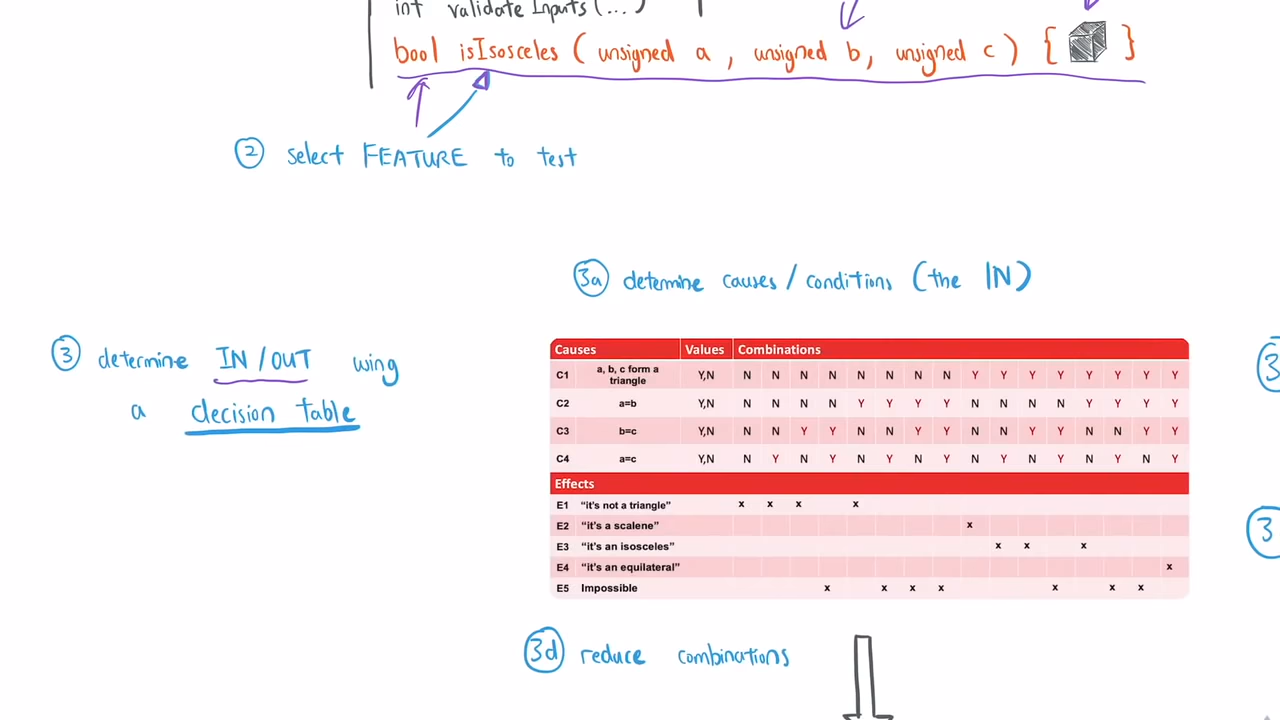 int validateInputs(...)
bool isIsosceles ( unsigned a , unsigned b, unsigned c ) { }
② select FEATURE to test
3a determine causes / conditions (the IN)
③ determine IN/OUT using
a decision table
Causes Values Combinations
C1 a, b, c form a triangle Y,N N N N N N N N N Y Y Y Y Y Y Y Y
C2 a=b Y,N N N N N Y Y Y Y N N N N Y Y Y Y
C3 b=c Y,N N N Y Y N N Y Y N N Y Y N N Y Y
C4 a=c Y,N N Y N Y N Y N Y N Y N Y N Y N Y
Effects
E1 "it's not a triangle" x x x x
E2 "it's a scalene" x
E3 "it's an isosceles" x x x
E4 "it's an equilateral" x
E5 Impossible x x x x x x x
3d reduce combinations
3
3